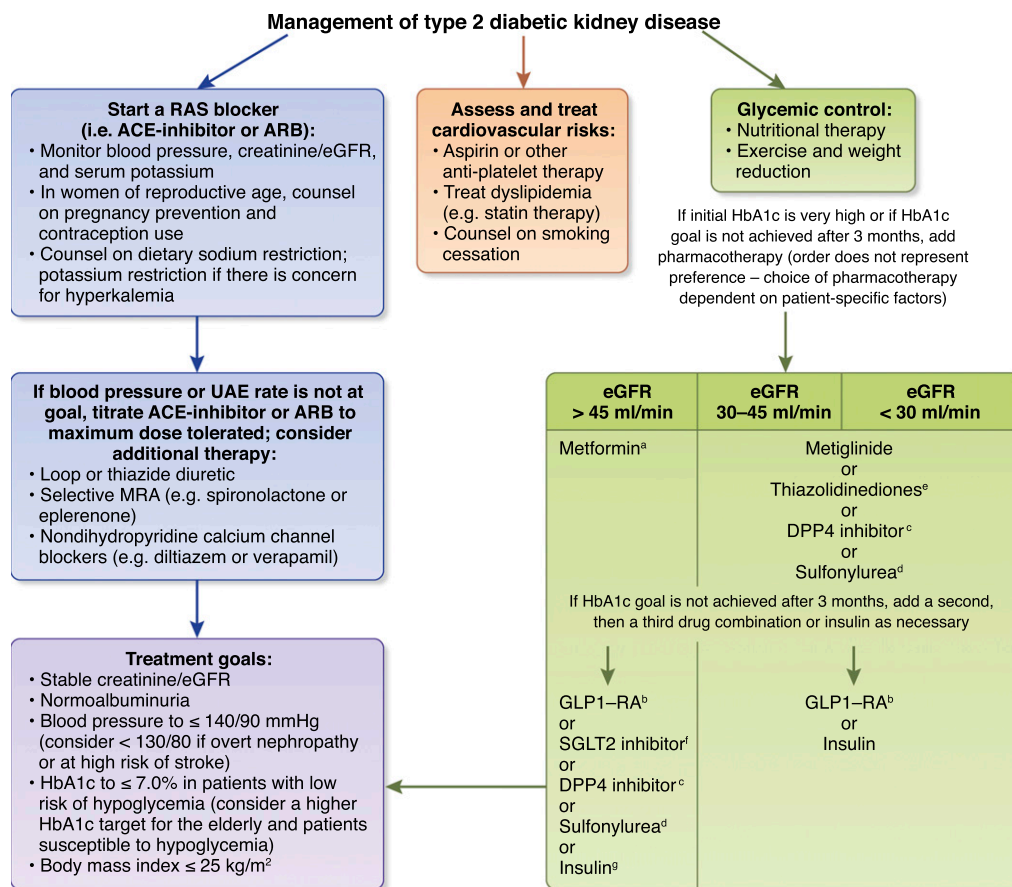 Management of type 2 diabetic kidney disease
Start a RAS blocker
(i.e. ACE-inhibitor or ARB):
• Monitor blood pressure, creatinine/eGFR,
and serum potassium
• In women of reproductive age, counsel
on pregnancy prevention and
contraception use
• Counsel on dietary sodium restriction;
potassium restriction if there is concern
for hyperkalemia
Assess and treat
cardiovascular risks:
• Aspirin or other
anti-platelet therapy
• Treat dyslipidemia
(e.g. statin therapy)
• Counsel on smoking
cessation
Glycemic control:
• Nutritional therapy
• Exercise and weight
reduction
If initial HbA1c is very high or if HbA1c
goal is not achieved after 3 months, add
pharmacotherapy (order does not represent
preference – choice of pharmacotherapy
dependent on patient-specific factors)
If blood pressure or UAE rate is not at
goal, titrate ACE-inhibitor or ARB to
maximum dose tolerated; consider
additional therapy:
• Loop or thiazide diuretic
• Selective MRA (e.g. spironolactone or
eplerenone)
• Nondihydropyridine calcium channel
blockers (e.g. diltiazem or verapamil)
Treatment goals:
• Stable creatinine/eGFR
• Normoalbuminuria
• Blood pressure to ≤ 140/90 mmHg
(consider < 130/80 if overt nephropathy
or at high risk of stroke)
• HbA1c to ≤ 7.0% in patients with low
risk of hypoglycemia (consider a higher
HbA1c target for the elderly and patients
susceptible to hypoglycemia)
• Body mass index ≤ 25 kg/m²
eGFR
> 45 ml/min
eGFR
30–45 ml/min
eGFR
< 30 ml/min
Metforminᵃ
Metiglinide
or
Thiazolidinedionesᵉ
or
DPP4 inhibitorᶜ
or
Sulfonylureaᵈ
If HbA1c goal is not achieved after 3 months, add a second,
then a third drug combination or insulin as necessary
GLP1–RAᵇ
or
SGLT2 inhibitorᶠ
or
DPP4 inhibitorᶜ
or
Sulfonylureaᵈ
or
Insulinᵍ
GLP1–RAᵇ
or
Insulin